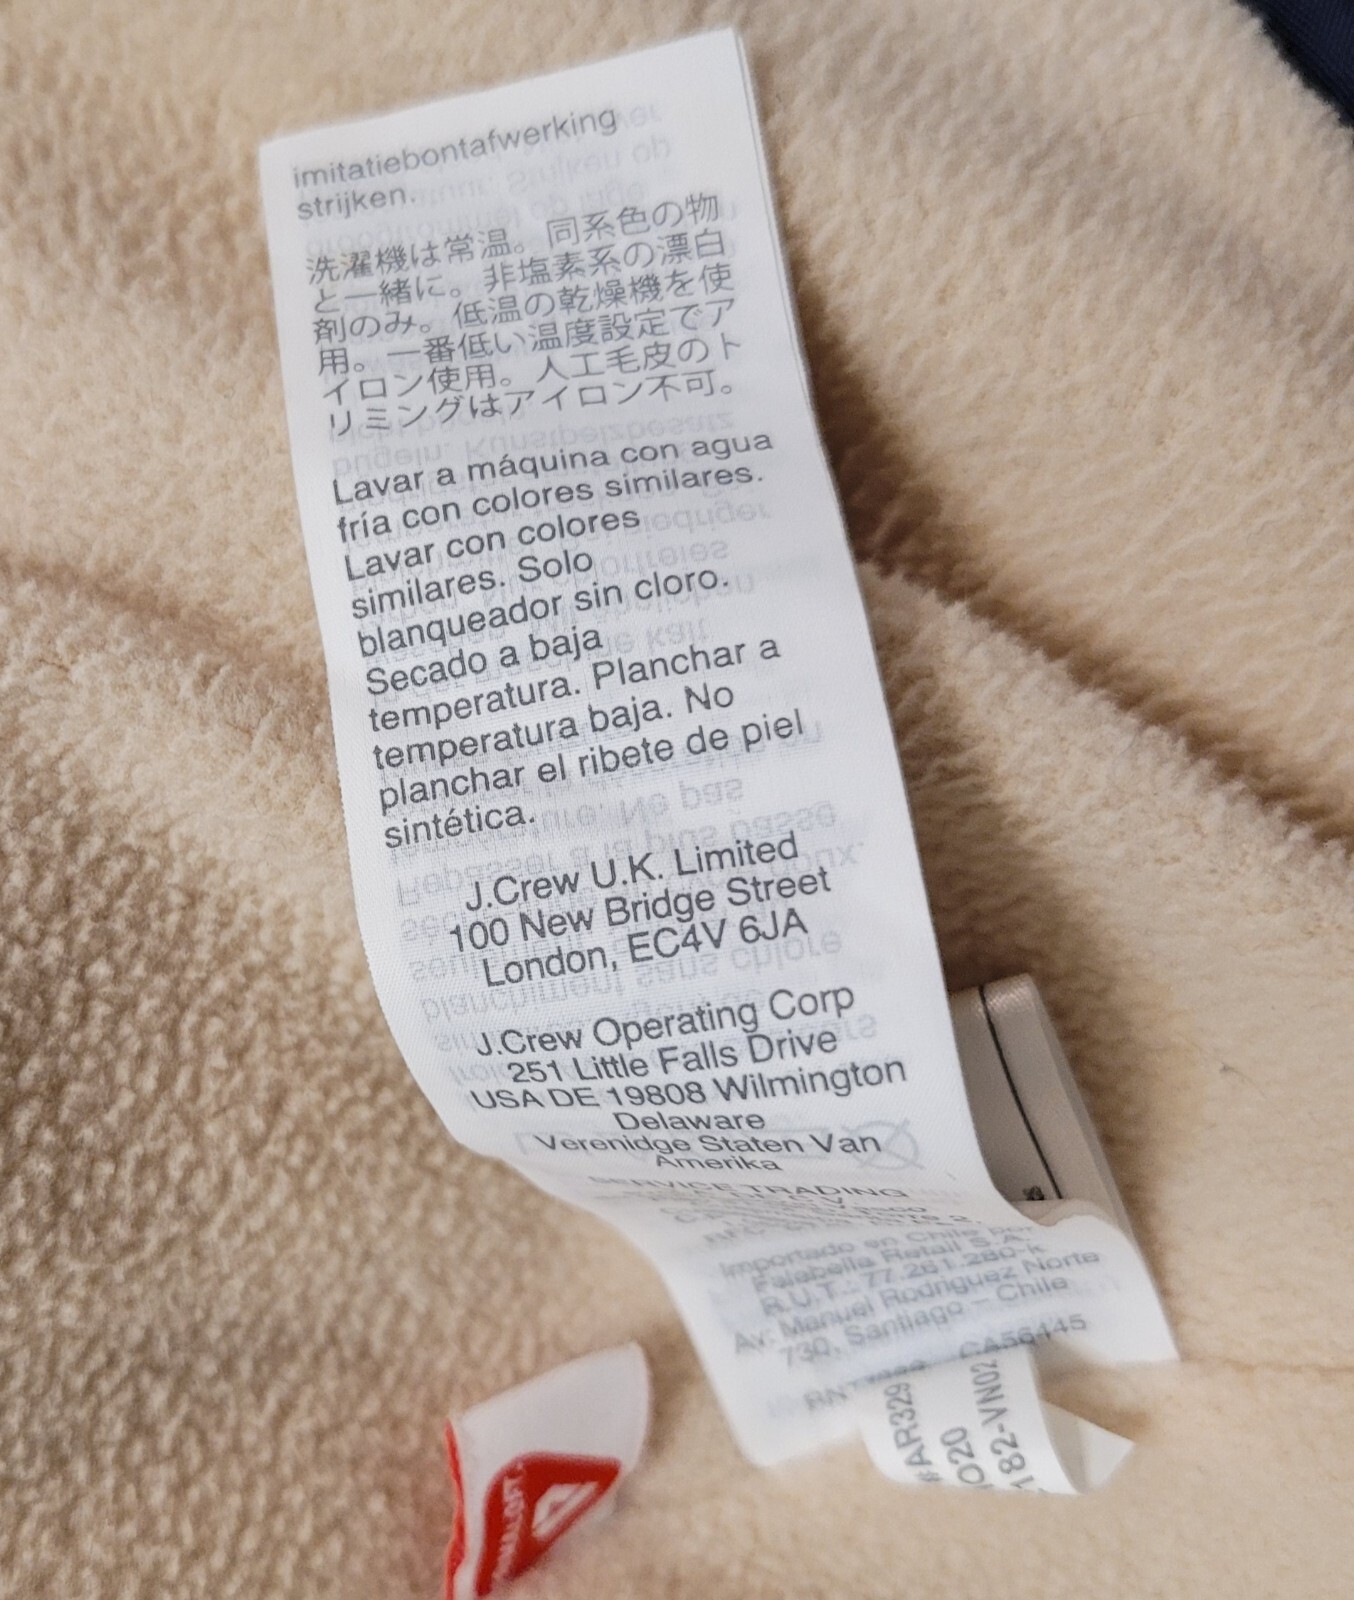 imitatiebontafwerking
strijken.
洗濯機は常温。同系色の物
と一緒に。非塩素系の漂白
剤のみ。低温の乾燥機を使
用。一番低い温度設定でア
イロン使用。人工毛皮のト
リミングはアイロン不可。
Lavar a máquina con agua
fría con colores similares.
Lavar con colores
similares. Solo
blanqueador sin cloro.
Secado a baja
temperatura. Planchar a
temperatura baja. No
planchar el ribete de piel
sintética.
J.Crew U.K. Limited
100 New Bridge Street
London, EC4V 6JA
J.Crew Operating Corp
251 Little Falls Drive
USA DE 19808 Wilmington
Delaware
Verenidge Staten Van
Amerika
SERVICE TRADING
Importado en Chile por
Falabella Retail S.A.
R.U.T.: 77.261.280-k
Av. Manuel Rodriguez Norte
730, Santiago – Chile
CA56445
#AR329
182-VN02